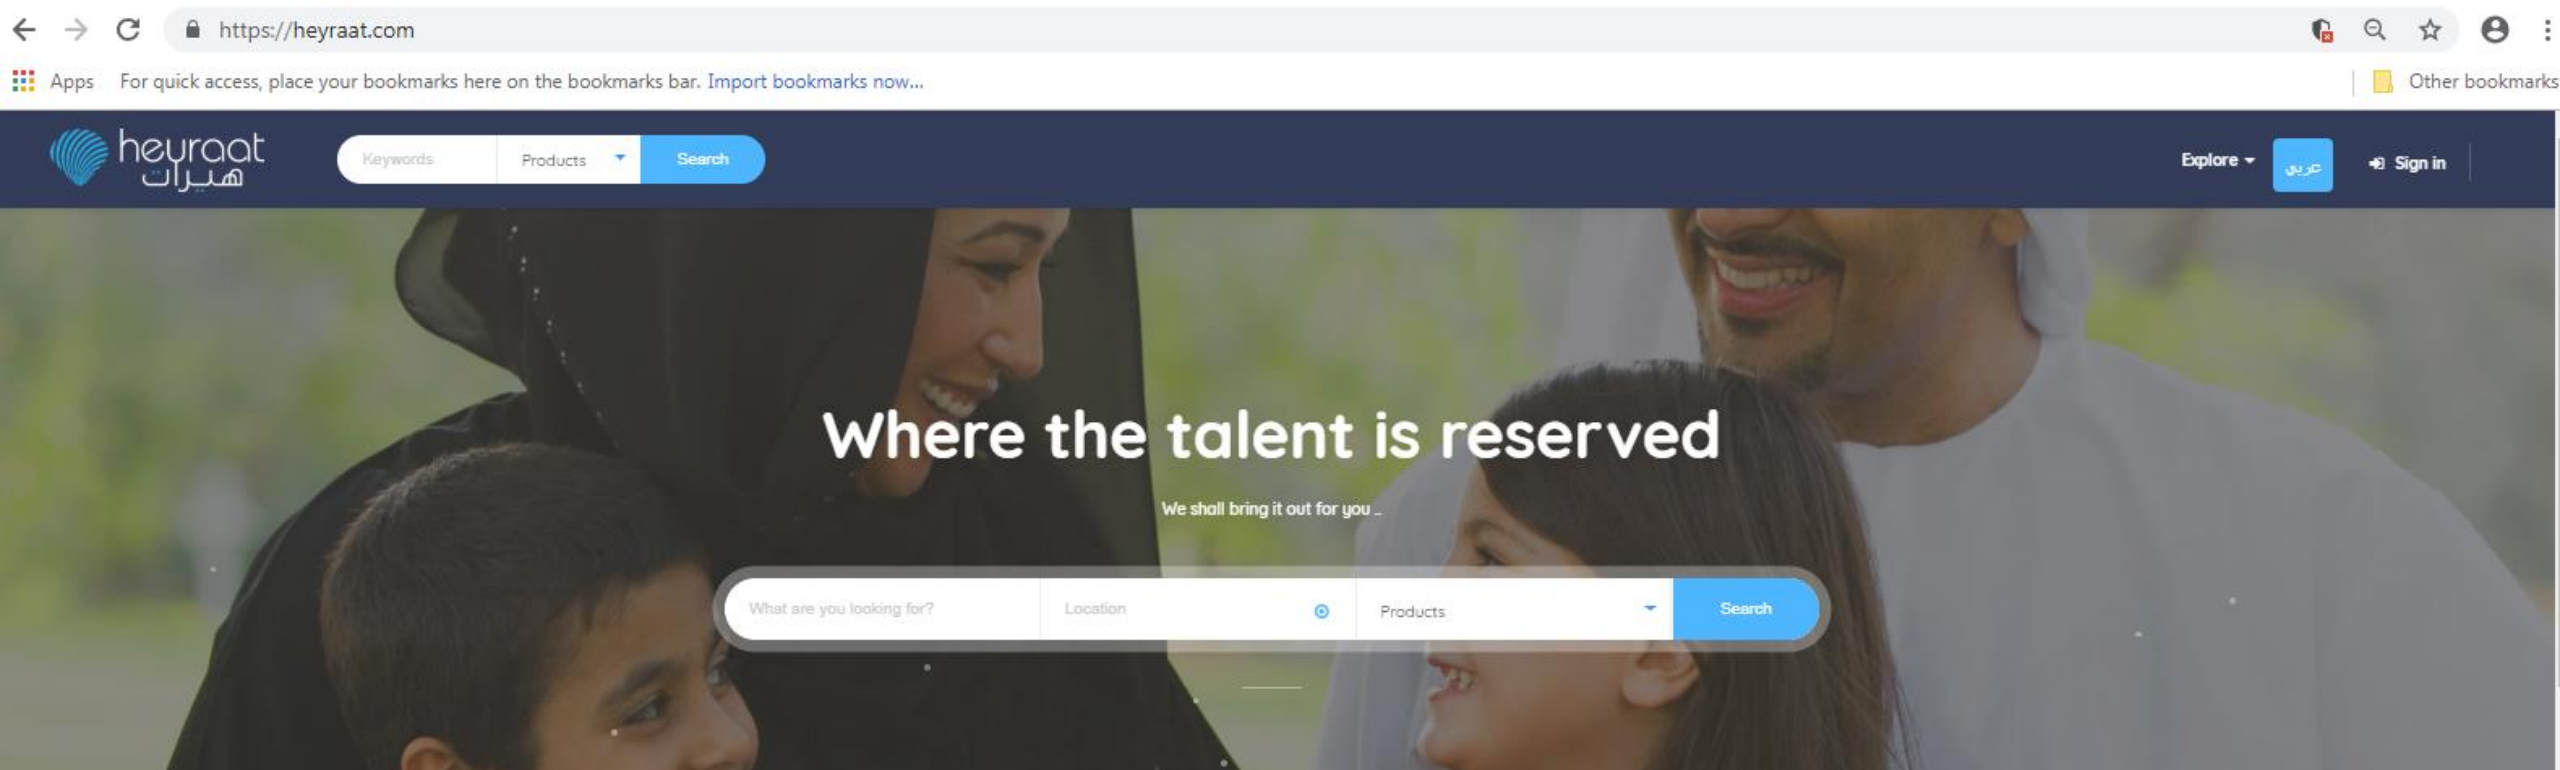 https://heyraat.com
Apps For quick access, place your bookmarks here on the bookmarks bar. Import bookmarks now... Other bookmarks
heyraat
هيرات
Keywords Products Search Explore عربي Sign in
Where the talent is reserved
We shall bring it out for you ..
What are you looking for? Location Products Search